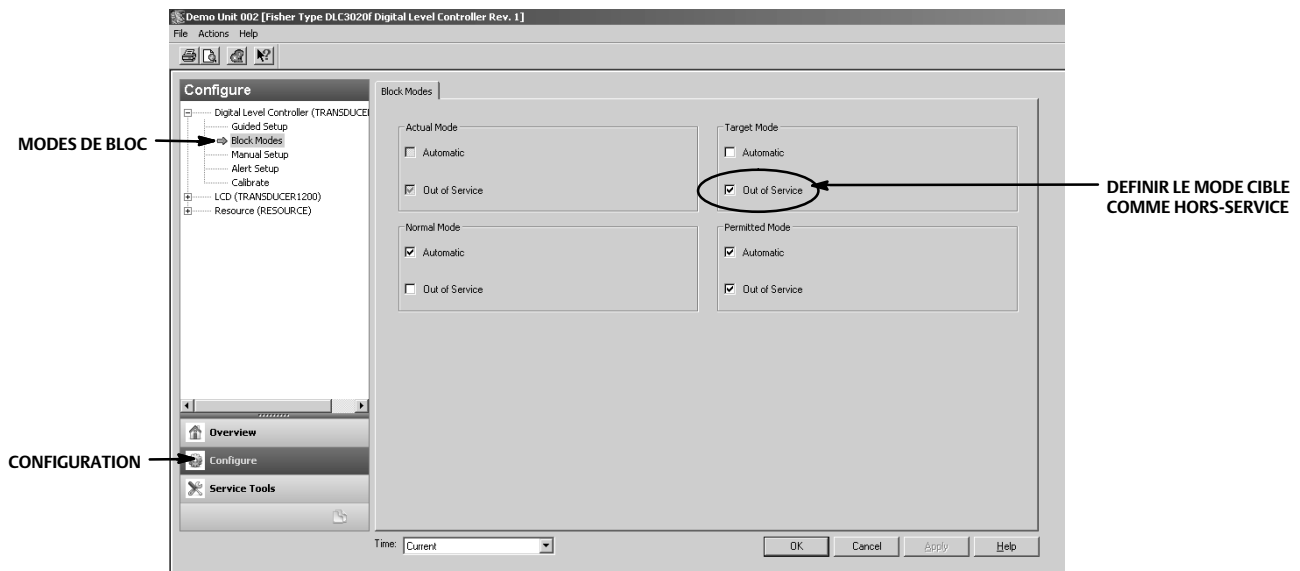 Demo Unit 002 [Fisher Type DLC3020f Digital Level Controller Rev. 1]
File Actions Help
Configure
Digital Level Controller (TRANSDUCE
Guided Setup
Block Modes
Manual Setup
Alert Setup
Calibrate
LCD (TRANSDUCER1200)
Resource (RESOURCE)
MODES DE BLOC
Block Modes
Actual Mode
Automatic
Out of Service
Target Mode
Automatic
Out of Service
DEFINIR LE MODE CIBLE
COMME HORS-SERVICE
Normal Mode
Automatic
Out of Service
Permitted Mode
Automatic
Out of Service
Overview
CONFIGURATION
Configure
Service Tools
Time: Current
OK Cancel Apply Help